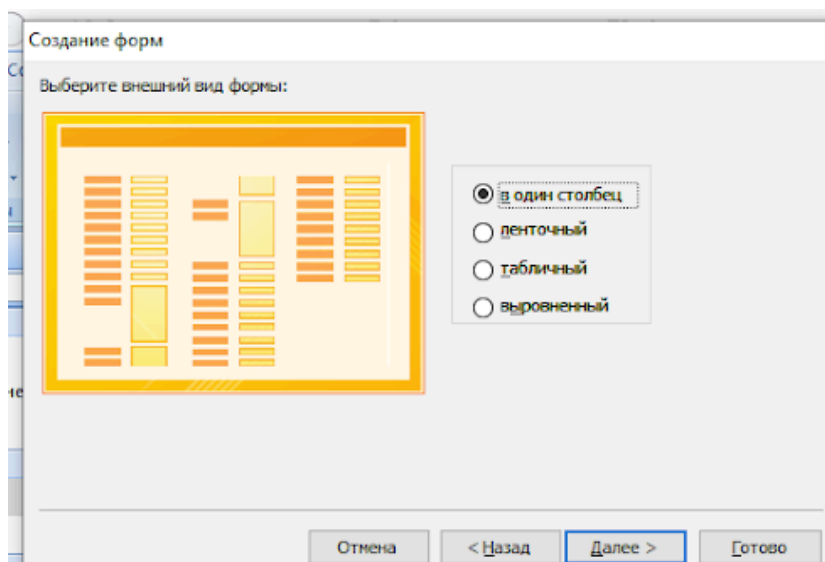 Создание форм
Выберите внешний вид формы:
в один столбец
ленточный
табличный
выровненный
Отмена
< Назад
Далее >
Готово